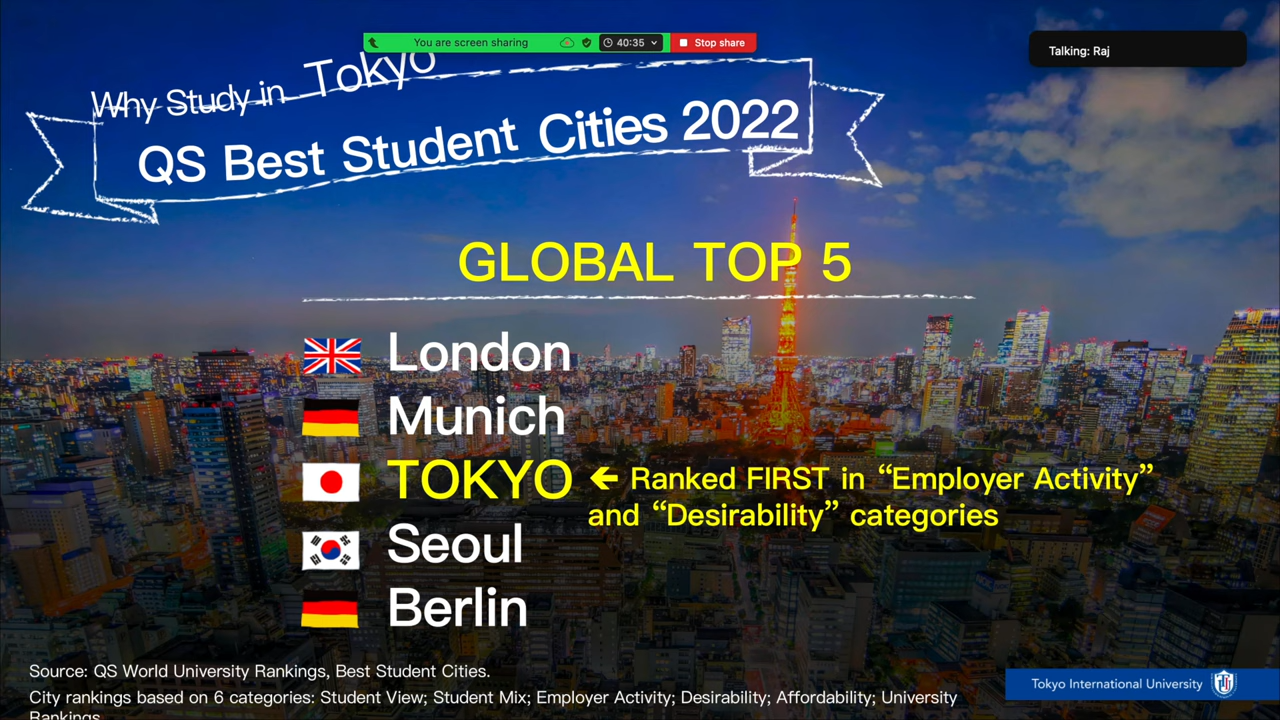 You are screen sharing
40:35
Stop share
Talking: Raj
Why Study in Tokyo
QS Best Student Cities 2022
GLOBAL TOP 5
London
Munich
TOKYO ← Ranked FIRST in “Employer Activity”
and “Desirability” categories
Seoul
Berlin
Source: QS World University Rankings, Best Student Cities.
City rankings based on 6 categories: Student View; Student Mix; Employer Activity; Desirability; Affordability; University
Rankings
Tokyo International University